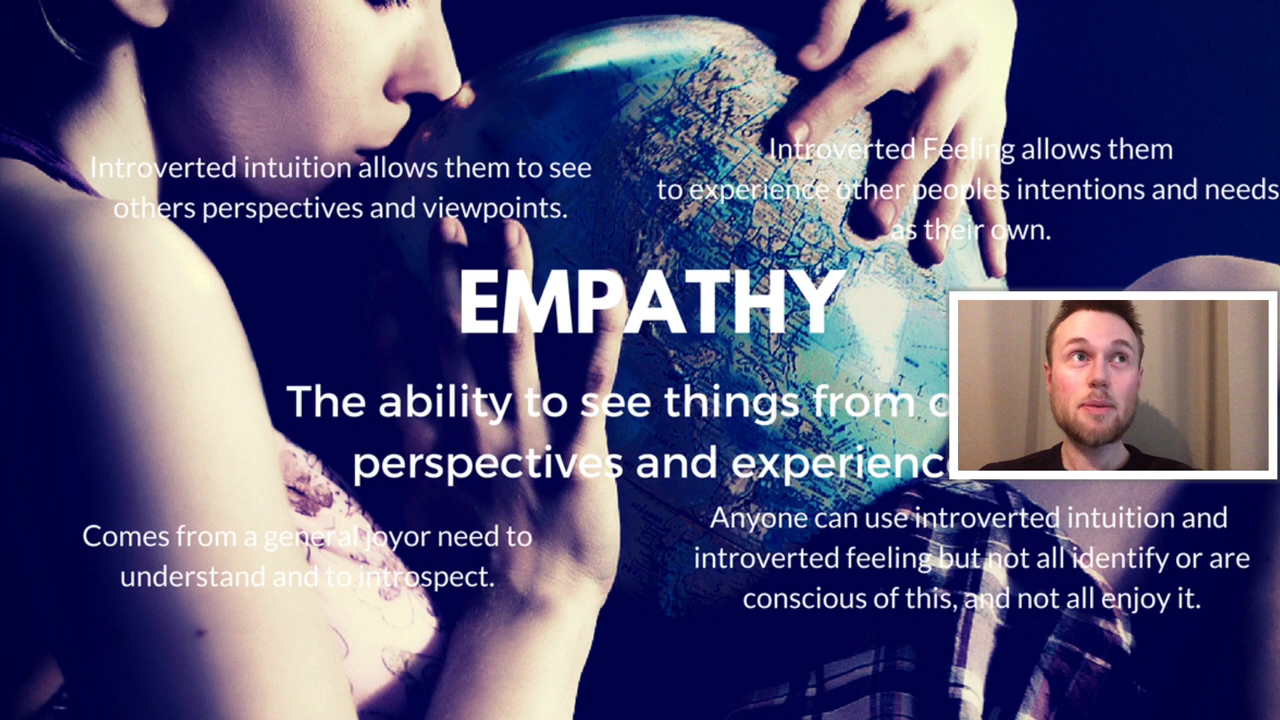 Introverted intuition allows them to see
others perspectives and viewpoints.
Introverted Feeling allows them
to experience other peoples intentions and needs
as their own.
EMPATHY
The ability to see things from
perspectives and
Comes from a general joyor need to
understand and to introspect.
Anyone can use introverted intuition and
introverted feeling but not all identify or are
conscious of this, and not all enjoy it.